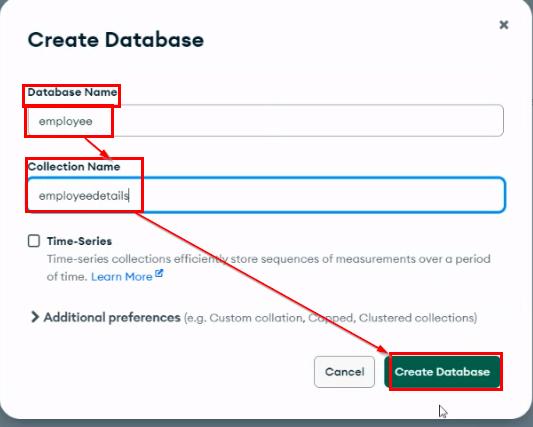 Create Database
Database Name
employee
Collection Name
employeedetails
Time-Series
Time-series collections efficiently store sequences of measurements over a period
of time. Learn More
Additional preferences (e.g. Custom collation, Capped, Clustered collections)
Cancel Create Database